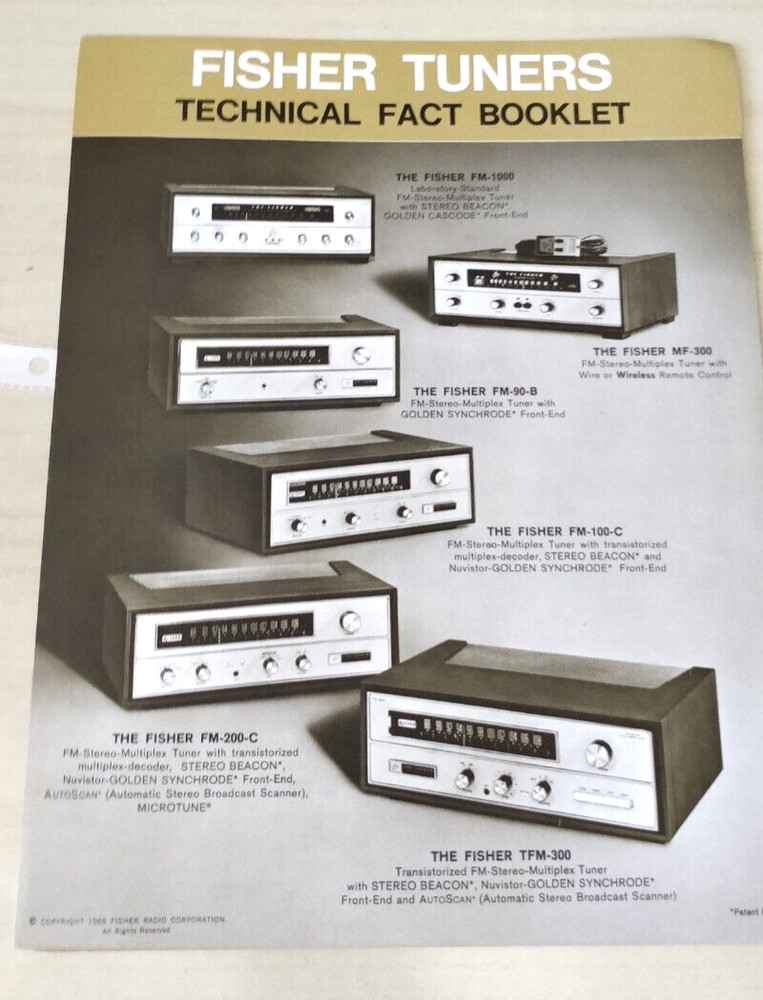 FISHER TUNERS
TECHNICAL FACT BOOKLET
THE FISHER FM-1000
Laboratory-Standard
FM-Stereo-Multiplex Tuner
with STEREO BEACON*,
GOLDEN CASCODE* Front-End
THE FISHER
THE FISHER
THE FISHER MF-300
FM-Stereo-Multiplex Tuner with
Wire or Wireless Remote Control
THE FISHER FM-90-B
FM-Stereo-Multiplex Tuner with
GOLDEN SYNCHRODE* Front-End
THE FISHER FM-100-C
FM-Stereo-Multiplex Tuner with transistorized
multiplex-decoder, STEREO BEACON* and
Nuvistor-GOLDEN SYNCHRODE* Front-End
THE FISHER FM-200-C
FM-Stereo-Multiplex Tuner with transistorized
multiplex-decoder, STEREO BEACON*,
Nuvistor-GOLDEN SYNCHRODE* Front-End,
AUTOSCAN* (Automatic Stereo Broadcast Scanner),
MICROTUNE*
THE FISHER TFM-300
Transistorized FM-Stereo-Multiplex Tuner
with STEREO BEACON*, Nuvistor-GOLDEN SYNCHRODE*
Front-End and AUTOSCAN* (Automatic Stereo Broadcast Scanner)
© COPYRIGHT 1965 FISHER RADIO CORPORATION
All Rights Reserved
*Patent